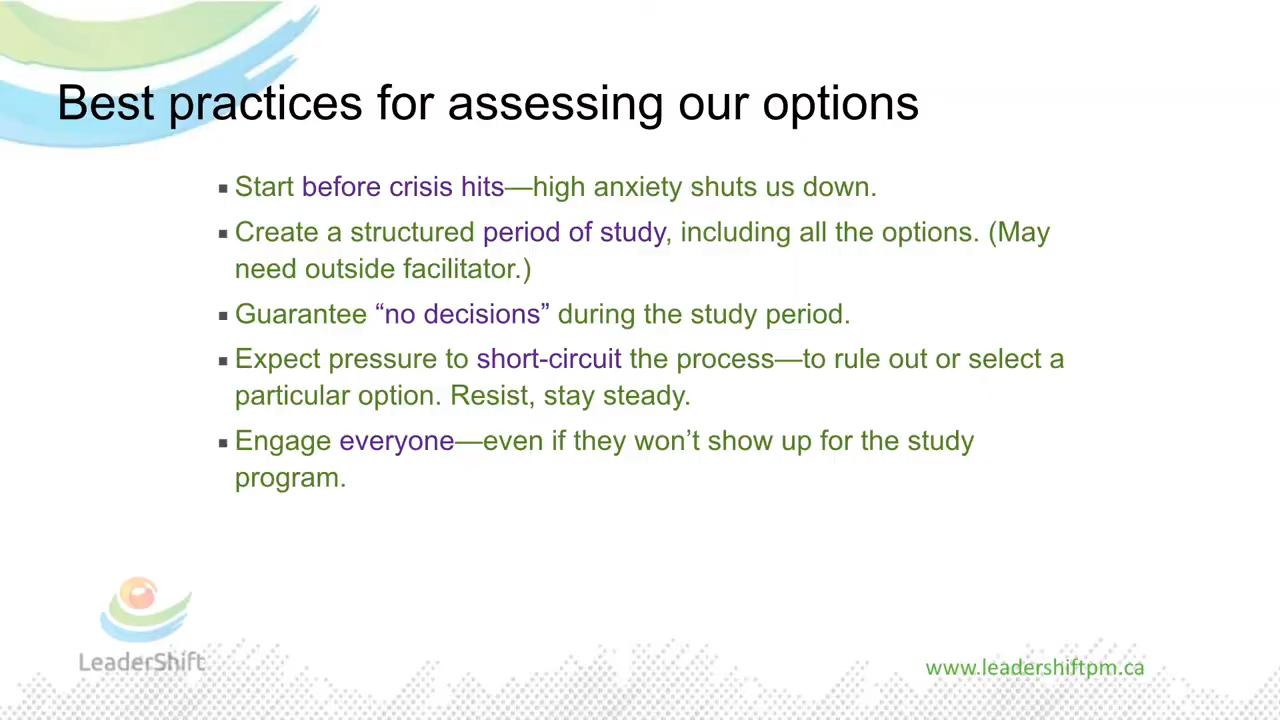 Best practices for assessing our options
▪ Start before crisis hits—high anxiety shuts us down.
▪ Create a structured period of study, including all the options. (May
need outside facilitator.)
▪ Guarantee “no decisions” during the study period.
▪ Expect pressure to short-circuit the process—to rule out or select a
particular option. Resist, stay steady.
▪ Engage everyone—even if they won’t show up for the study
program.
LeaderShift
www.leadershiftpm.ca